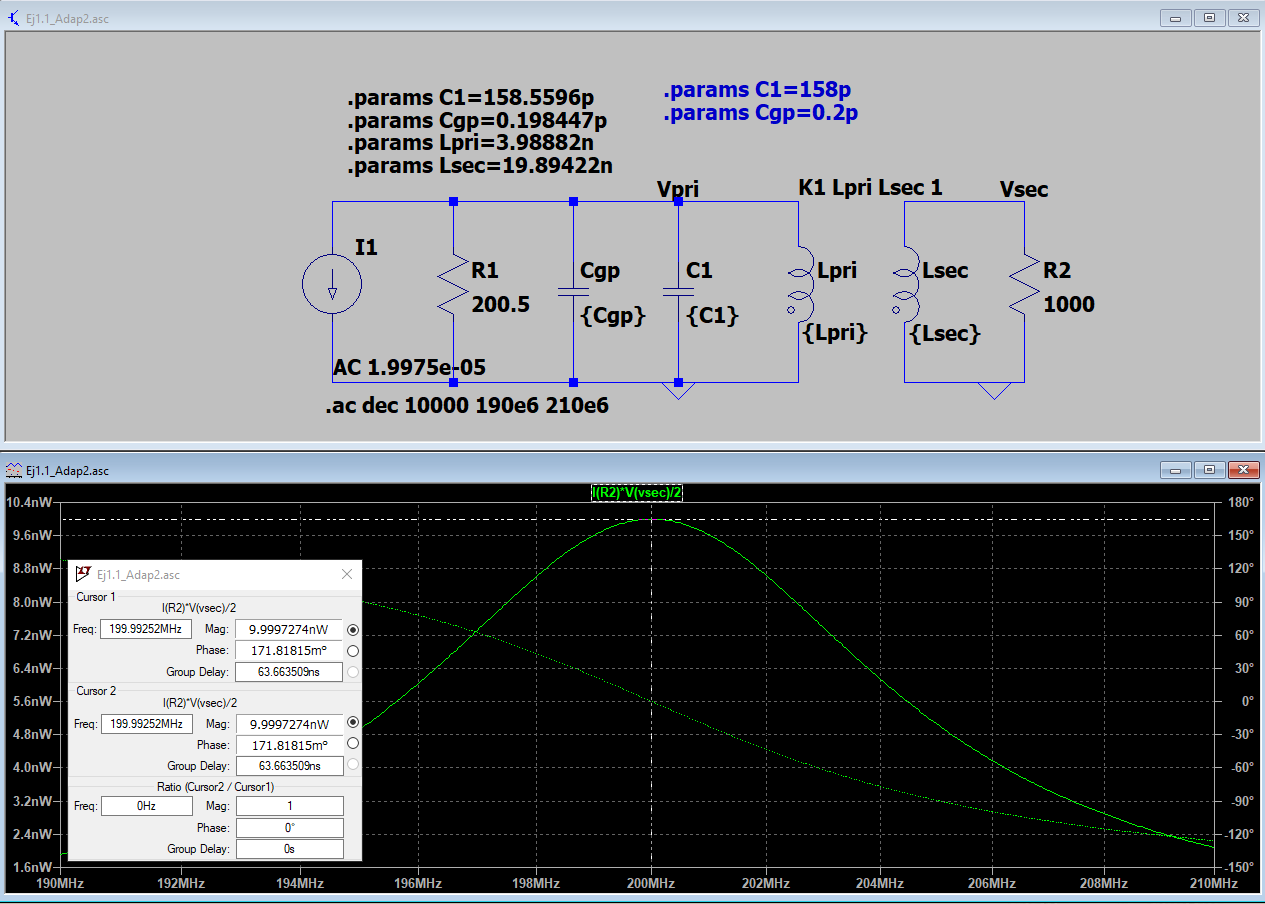 Ej1.1_Adap2.asc
.params C1=158.5596p
.params Cgp=0.198447p
.params Lpri=3.98882n
.params Lsec=19.89422n
.params C1=158p
.params Cgp=0.2p
Vpri
K1 Lpri Lsec 1
Vsec
I1
R1
200.5
Cgp
{Cgp}
C1
{C1}
Lpri
{Lpri}
Lsec
{Lsec}
R2
1000
AC 1.9975e-05
.ac dec 10000 190e6 210e6
Ej1.1_Adap2.asc
I(R2)*V(vsec)/2
10.4nW
9.6nW
8.8nW
8.0nW
7.2nW
6.4nW
5.6nW
4.8nW
4.0nW
3.2nW
2.4nW
1.6nW
180°
150°
120°
90°
60°
30°
0°
-30°
-60°
-90°
-120°
-150°
190MHz 192MHz 194MHz 196MHz 198MHz 200MHz 202MHz 204MHz 206MHz 208MHz 210MHz
Ej1.1_Adap2.asc
Cursor 1
I(R2)*V(vsec)/2
Freq: 199.99252MHz Mag: 9.9997274nW
Phase: 171.81815m°
Group Delay: 63.663509ns
Cursor 2
I(R2)*V(vsec)/2
Freq: 199.99252MHz Mag: 9.9997274nW
Phase: 171.81815m°
Group Delay: 63.663509ns
Ratio (Cursor2 / Cursor1)
Freq: 0Hz Mag: 1
Phase: 0°
Group Delay: 0s